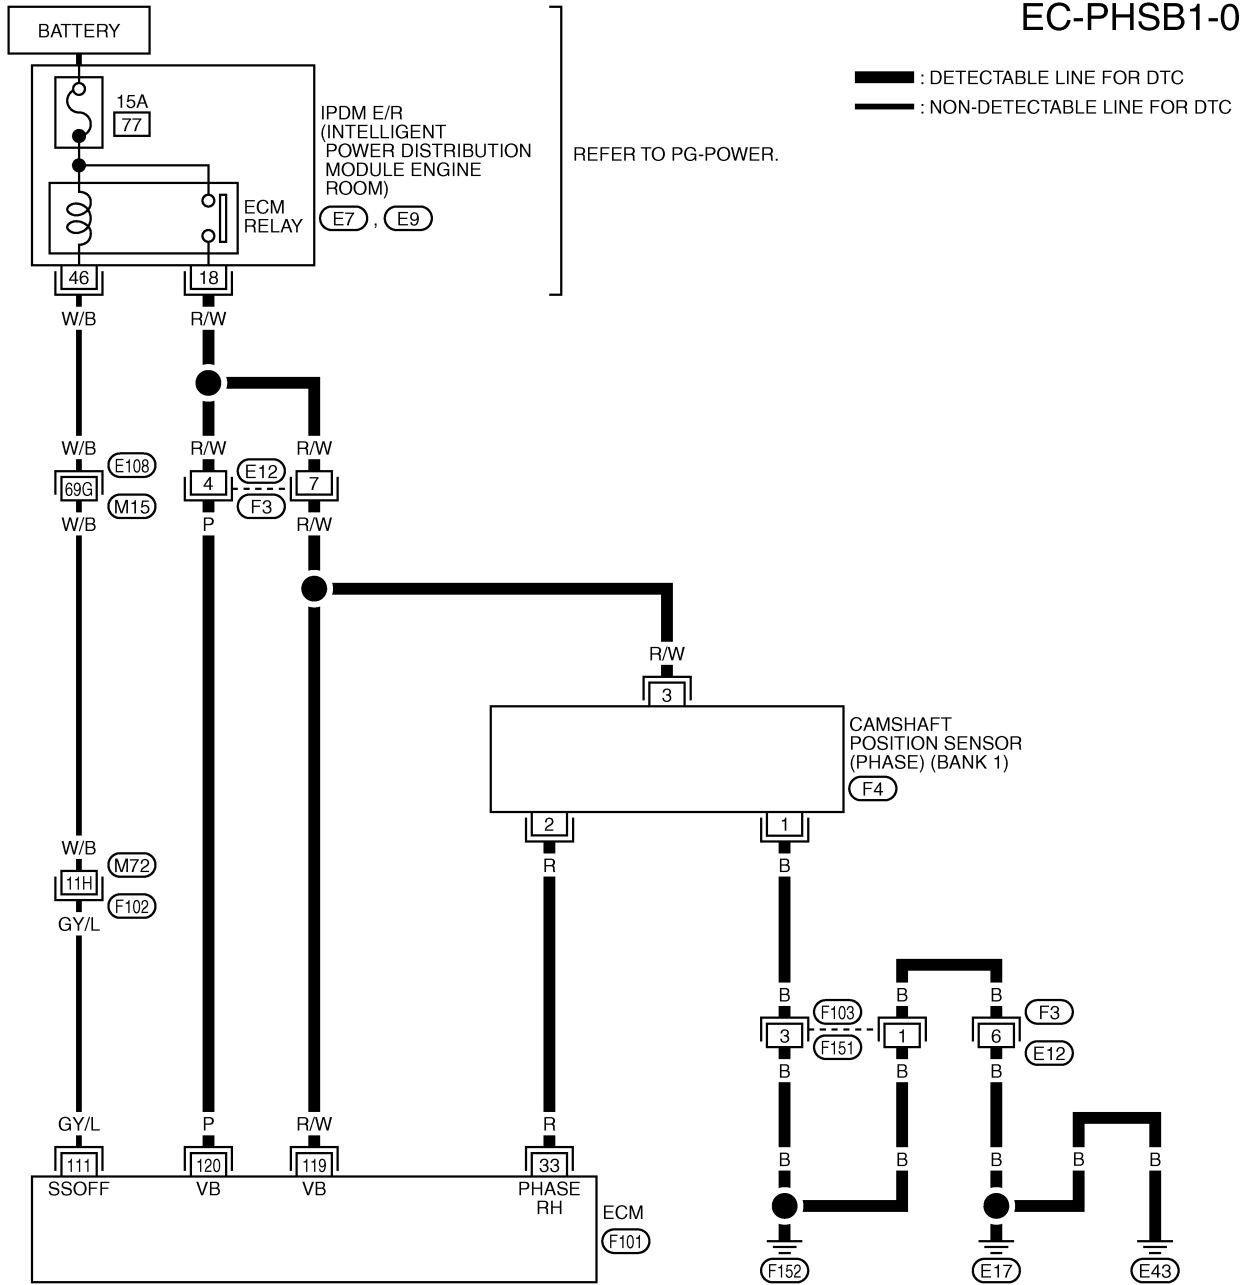 EC-PHSB1-0
BATTERY
: DETECTABLE LINE FOR DTC
: NON-DETECTABLE LINE FOR DTC
15A
77
IPDM E/R
(INTELLIGENT
POWER DISTRIBUTION
MODULE ENGINE
ROOM)
E7 , E9
REFER TO PG-POWER.
ECM
RELAY
46 18
W/B R/W
W/B R/W R/W
E108
69G 4 E12 7
M15 F3
W/B P R/W
R/W
3
CAMSHAFT
POSITION SENSOR
(PHASE) (BANK 1)
F4
2 1
W/B R B
M72
11H
F102
GY/L
B B B
F103 F3
3 1 6
F151 E12
B B B
GY/L P R/W R
B B B B B
111 120 119 33
SSOFF VB VB PHASE
RH
ECM
F101
F152 E17 E43